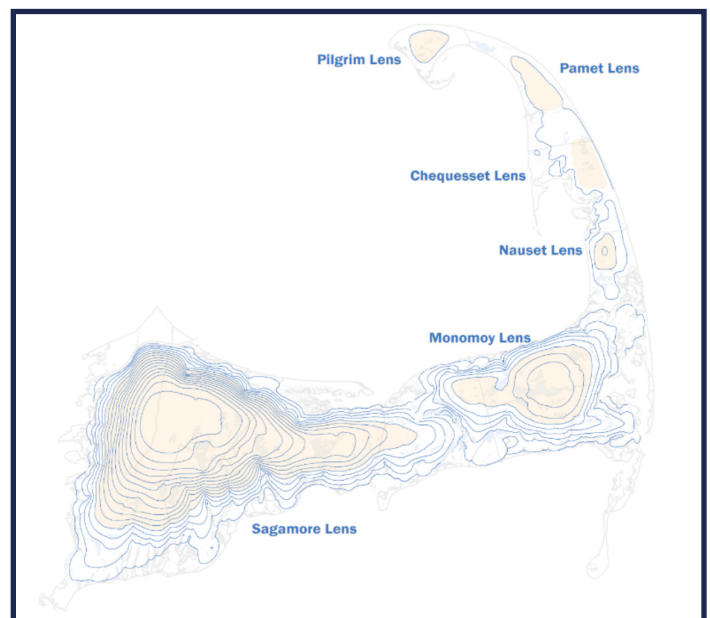 Pilgrim Lens
Pamet Lens
Chequesset Lens
Nauset Lens
Monomoy Lens
Sagamore Lens